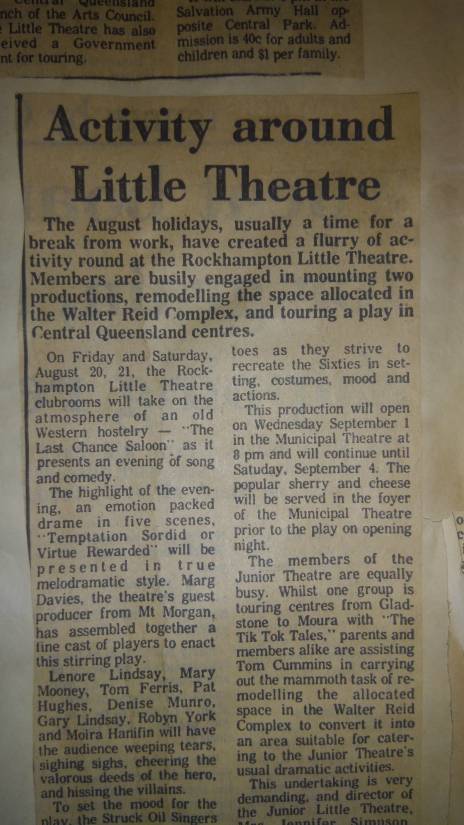 Central Queensland
nch of the Arts Council.
Little Theatre has also
eived a Government
nt for touring.
Salvation Army Hall op-
posite Central Park. Ad-
mission is 40c for adults and
children and $1 per family.
Activity around
Little Theatre
The August holidays, usually a time for a
break from work, have created a flurry of ac-
tivity round at the Rockhampton Little Theatre.
Members are busily engaged in mounting two
productions, remodelling the space allocated in
the Walter Reid Complex, and touring a play in
Central Queensland centres.
On Friday and Saturday,
August 20, 21, the Rock-
hampton Little Theatre
clubrooms will take on the
atmosphere of an old
Western hostelry — "The
Last Chance Saloon" as it
presents an evening of song
and comedy.
The highlight of the even-
ing, an emotion packed
drame in five scenes,
"Temptation Sordid or
Virtue Rewarded" will be
presented in true
melodramatic style. Marg
Davies, the theatre's guest
producer from Mt Morgan,
has assembled together a
fine cast of players to enact
this stirring play.
Lenore Lindsay, Mary
Mooney, Tom Ferris, Pat
Hughes, Denise Munro,
Gary Lindsay, Robyn York
and Moira Hanifin will have
the audience weeping tears,
sighing sighs, cheering the
valorous deeds of the hero,
and hissing the villains.
To set the mood for the
play, the Struck Oil Singers
toes as they strive to
recreate the Sixties in set-
ting, costumes, mood and
actions.
This production will open
on Wednesday September 1
in the Municipal Theatre at
8 pm and will continue until
Satuday, September 4. The
popular sherry and cheese
will be served in the foyer
of the Municipal Theatre
prior to the play on opening
night.
The members of the
Junior Theatre are equally
busy. Whilst one group is
touring centres from Glad-
stone to Moura with "The
Tik Tok Tales," parents and
members alike are assisting
Tom Cummins in carrying
out the mammoth task of re-
modelling the allocated
space in the Walter Reid
Complex to convert it into
an area suitable for cater-
ing to the Junior Theatre's
usual dramatic activities.
This undertaking is very
demanding, and director of
the Junior Little Theatre,
Mrs Jennifer Simpson